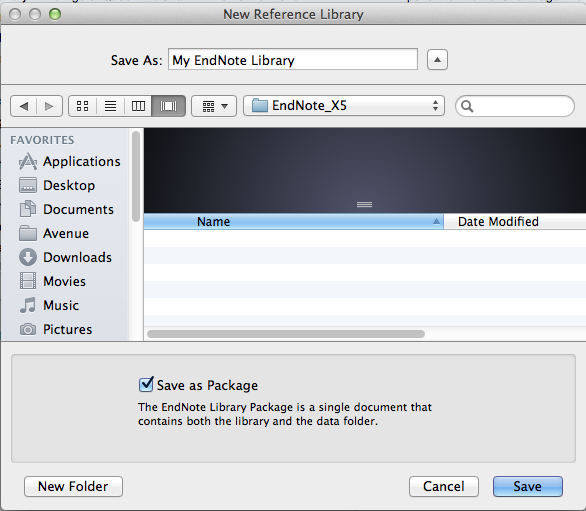 New Reference Library
Save As: My EndNote Library
EndNote_X5
FAVORITES
Applications
Desktop
Documents
Avenue
Downloads
Movies
Music
Pictures
Name
Date Modified
Save as Package
The EndNote Library Package is a single document that
contains both the library and the data folder.
New Folder
Cancel
Save